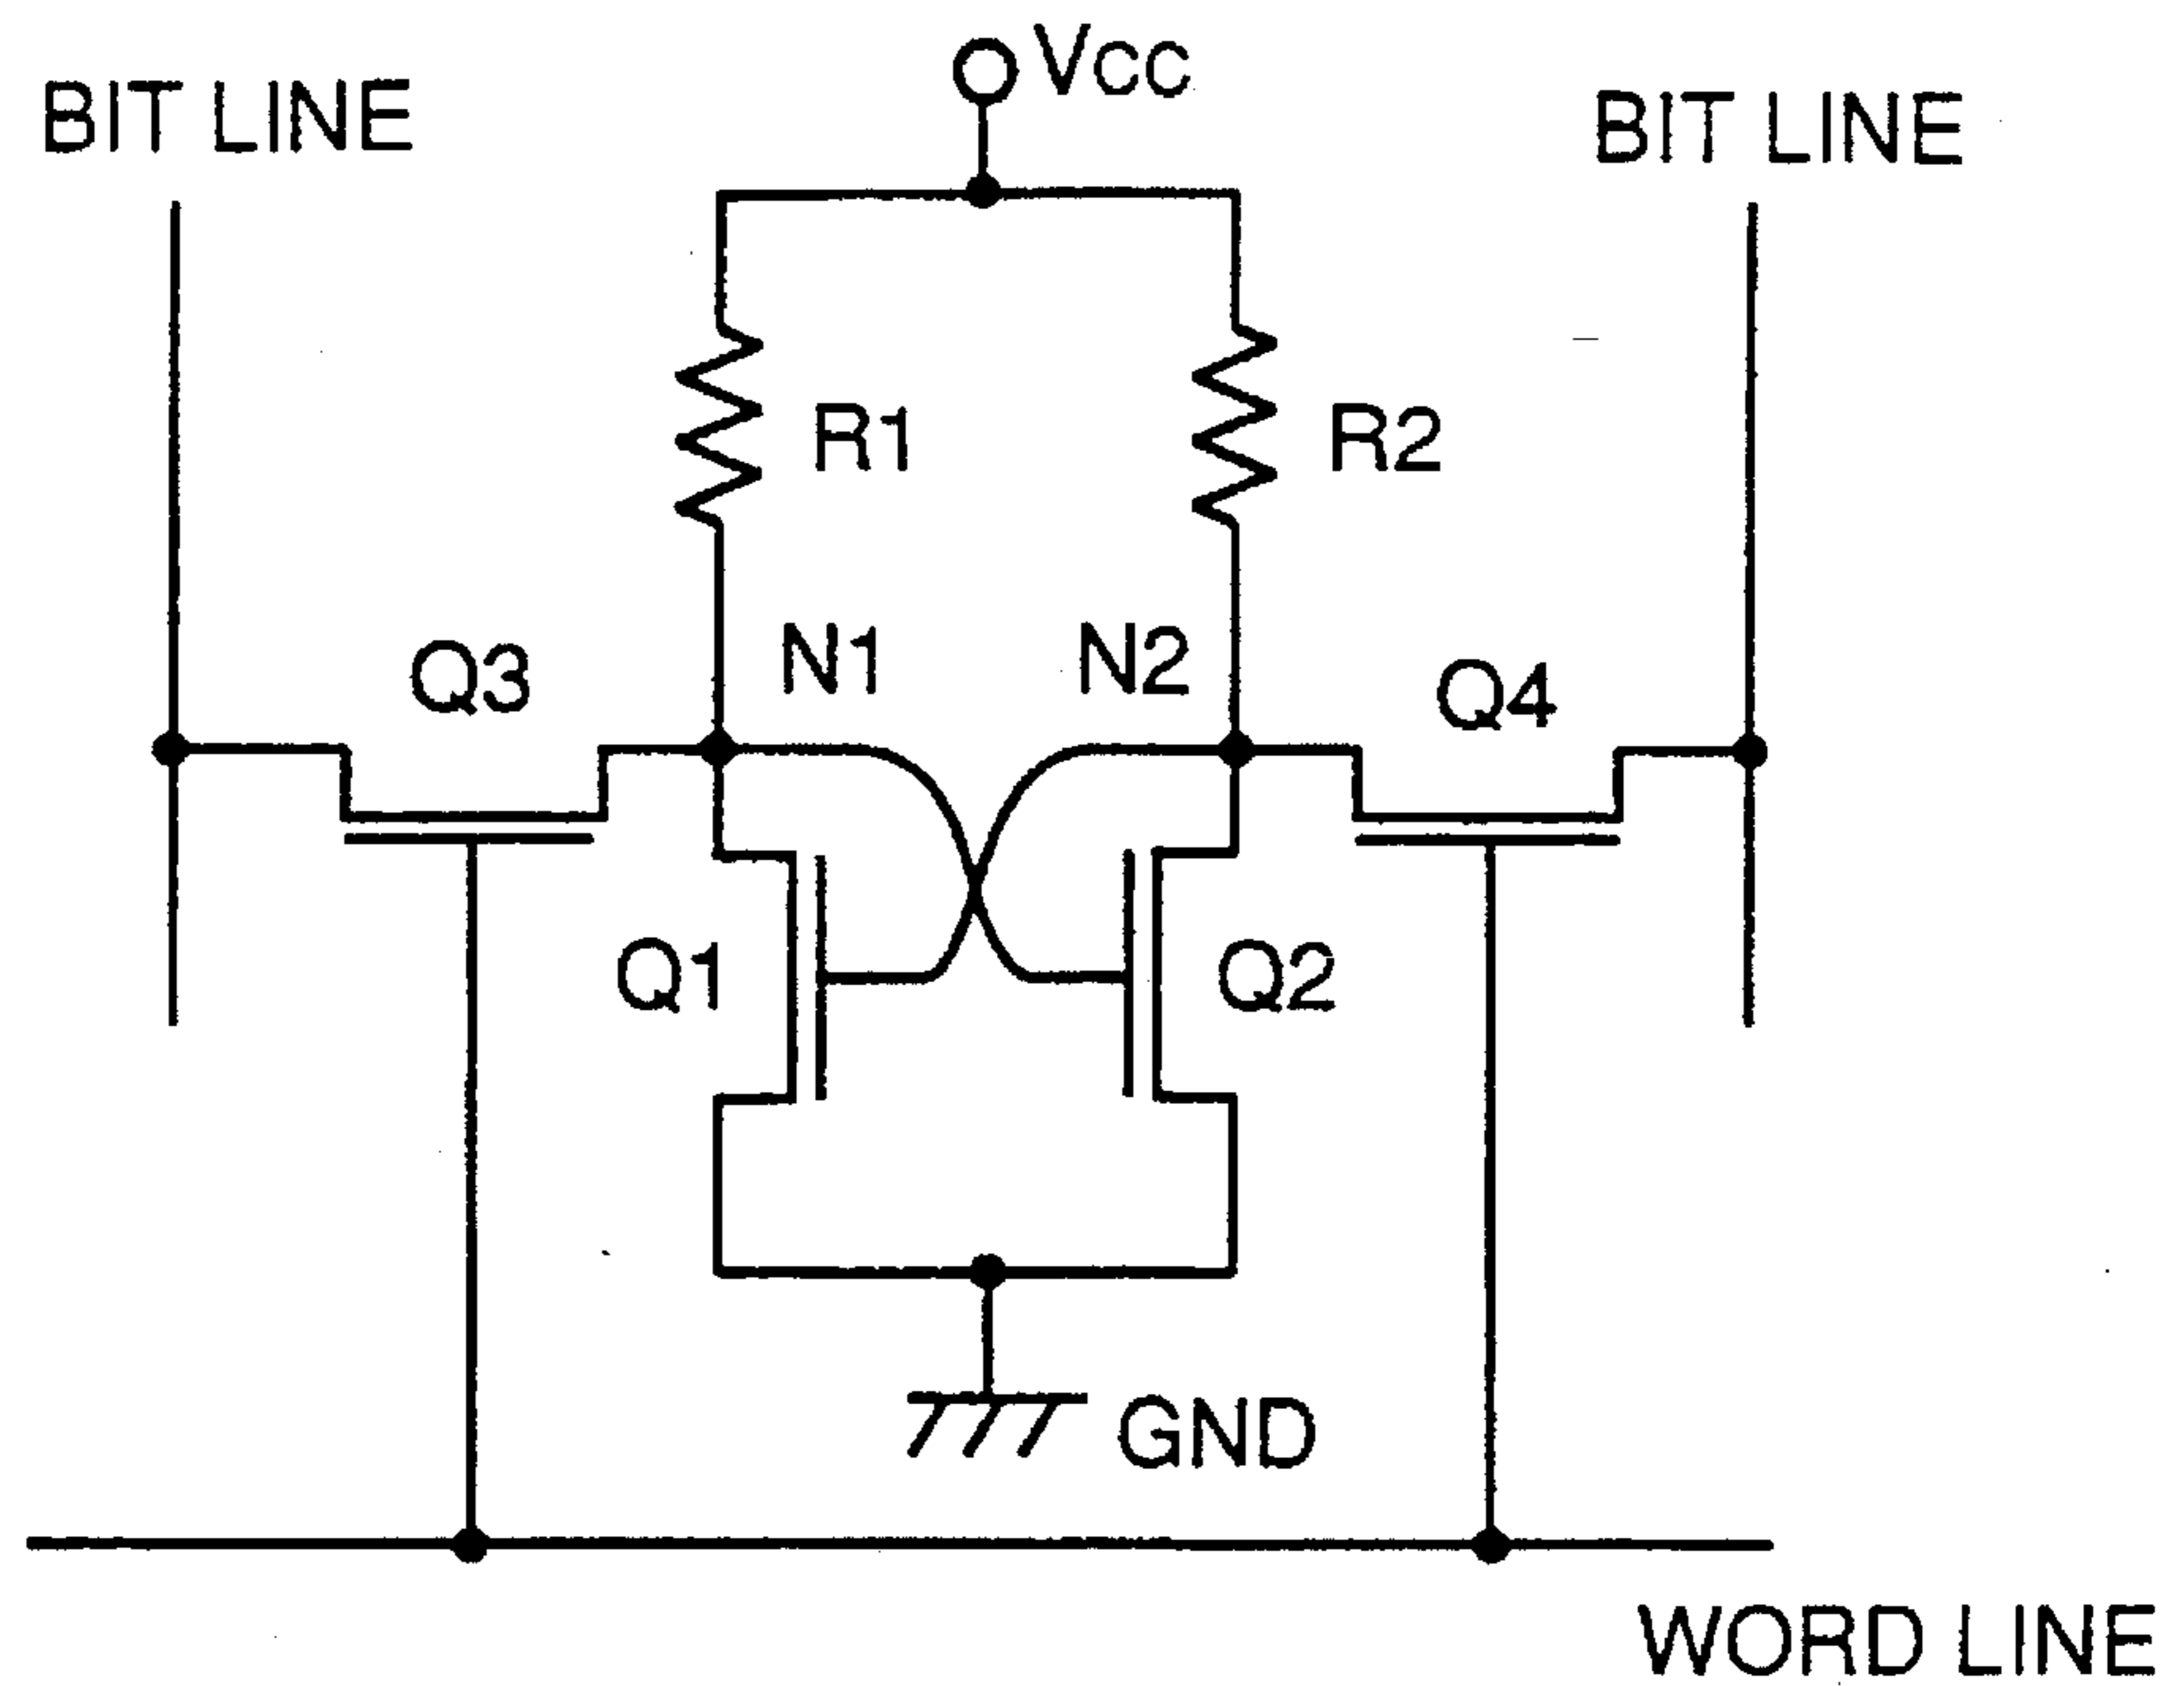 VCC
BIT LINE
BIT LINE
R1
R2
N1
N2
Q3
Q4
Q1
Q2
GND
WORD LINE